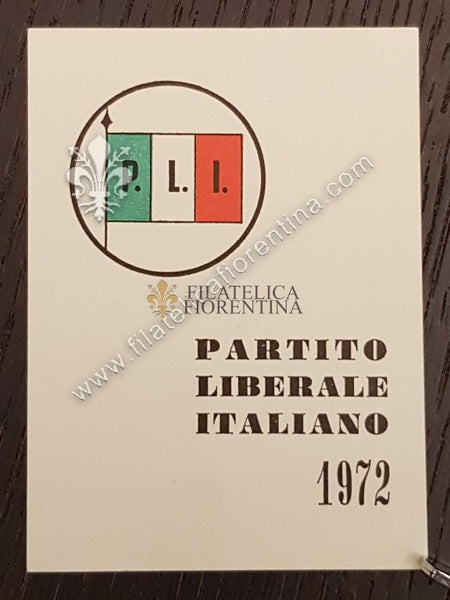 P. L. I.
www.filatelicafiorentina.com
FILATELICA
FIORENTINA
PARTITO
LIBERALE
ITALIANO
1972